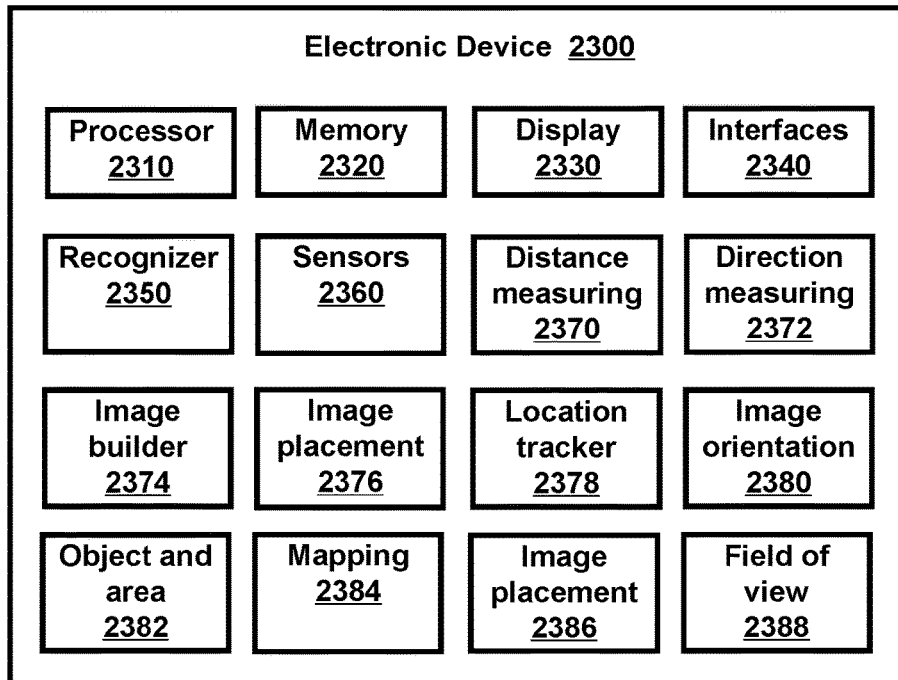 Electronic Device 2300
Processor
2310
Memory
2320
Display
2330
Interfaces
2340
Recognizer
2350
Sensors
2360
Distance
measuring
2370
Direction
measuring
2372
Image
builder
2374
Image
placement
2376
Location
tracker
2378
Image
orientation
2380
Object and
area
2382
Mapping
2384
Image
placement
2386
Field of
view
2388